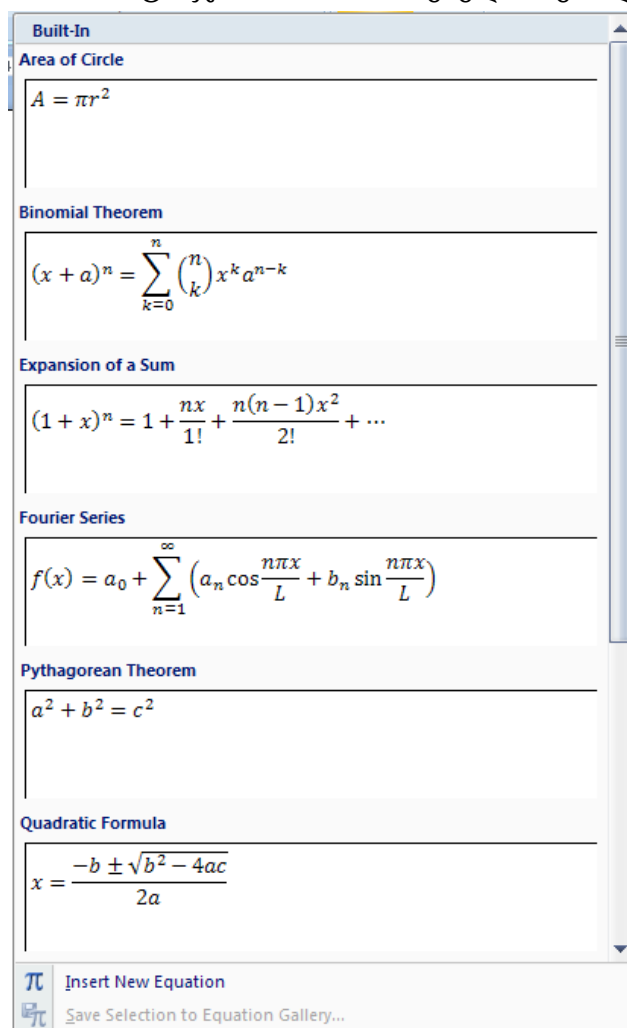 Built-In
Area of Circle
A = πr²
Binomial Theorem
(x + a)ⁿ = ∑ₖ₌₀ⁿ (n k) xᵏaⁿ⁻ᵏ
Expansion of a Sum
(1 + x)ⁿ = 1 + nx/1! + n(n − 1)x²/2! + ⋯
Fourier Series
f(x) = a₀ + ∑ₙ₌₁^∞ (aₙ cos nπx/L + bₙ sin nπx/L)
Pythagorean Theorem
a² + b² = c²
Quadratic Formula
x = (−b ± √(b² − 4ac))/2a
π Insert New Equation
Save Selection to Equation Gallery...